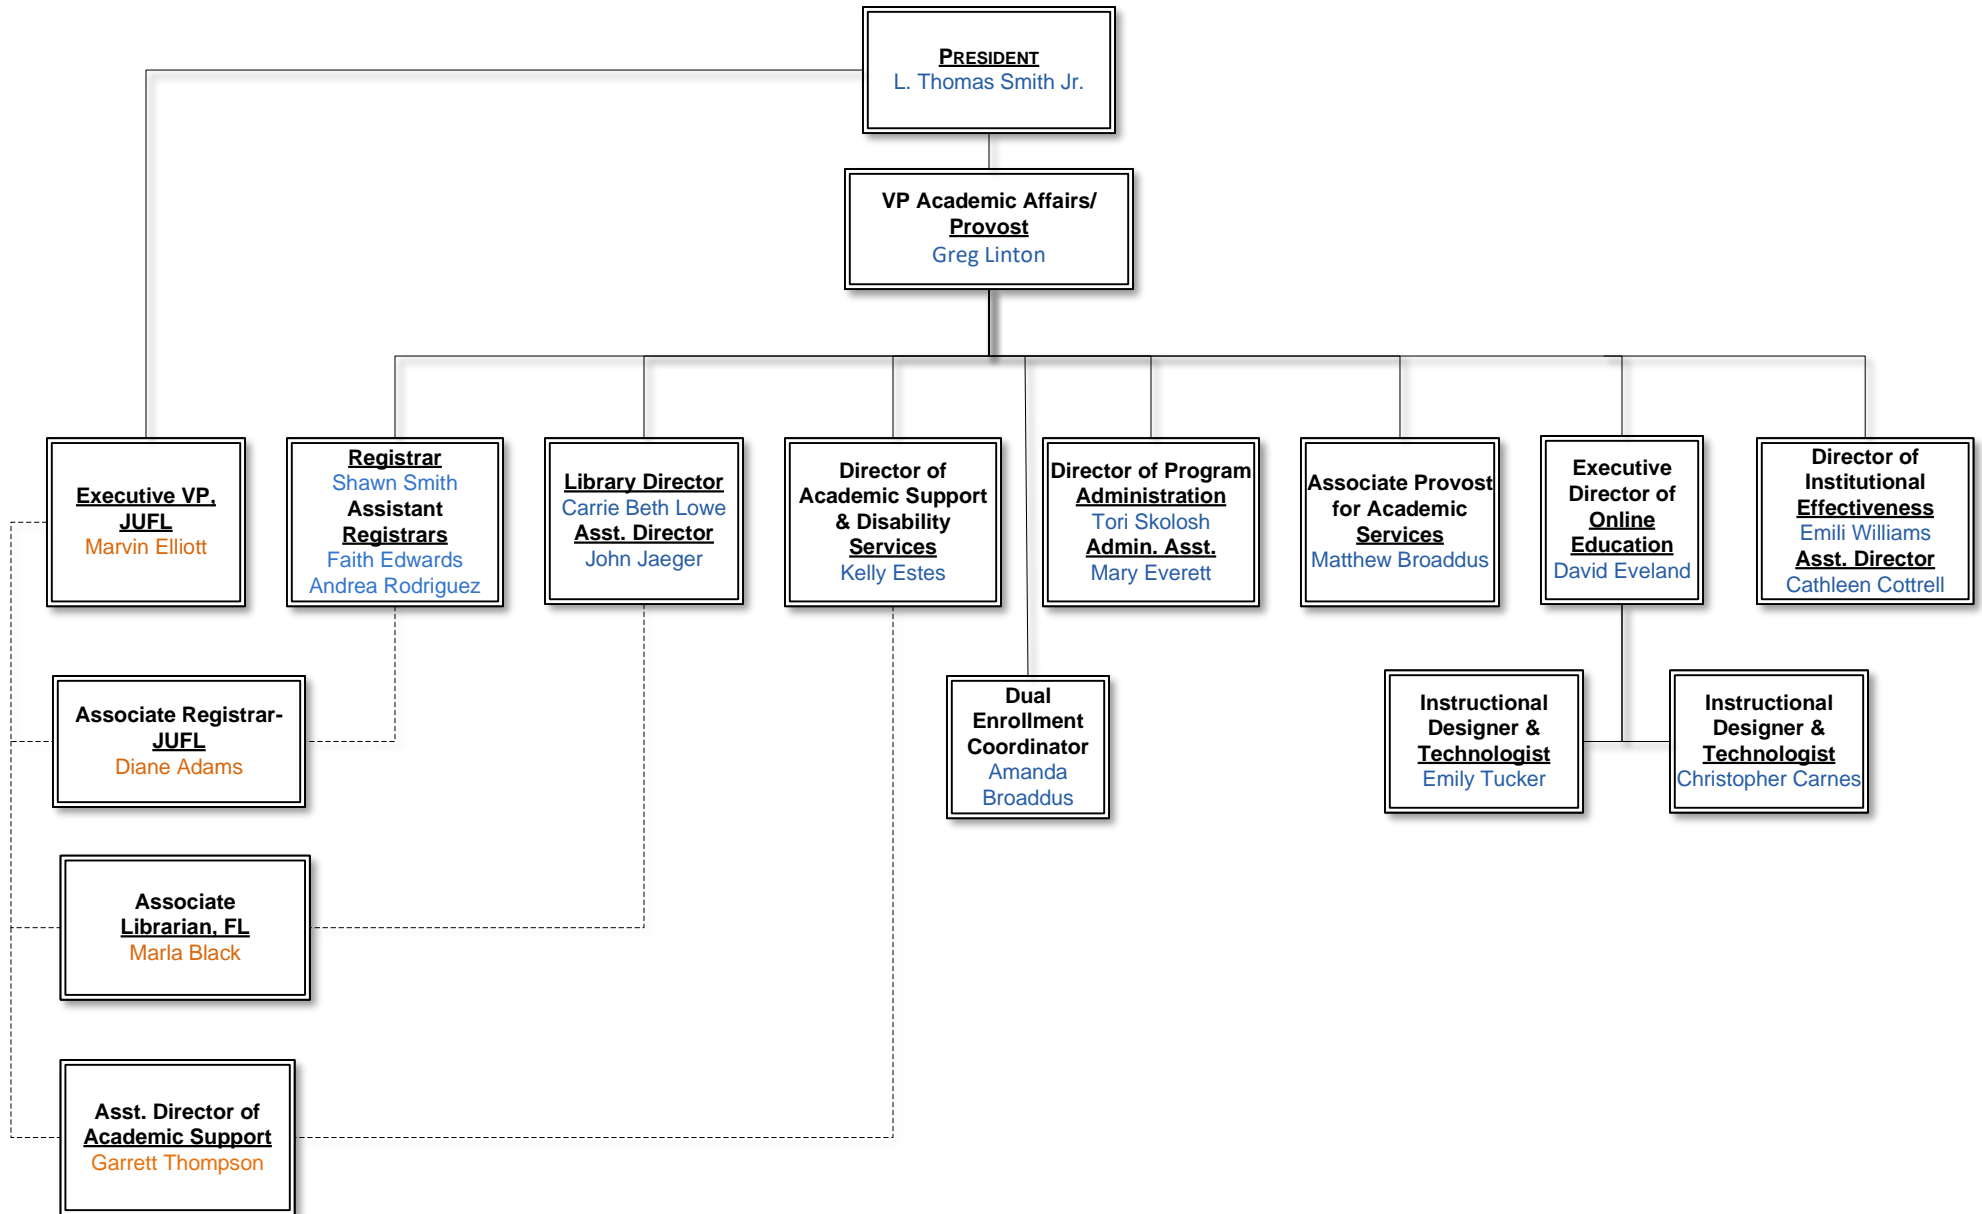 PRESIDENT
L. Thomas Smith Jr.
VP Academic Affairs/
Provost
Greg Linton
Executive VP,
JUFL
Marvin Elliott
Registrar
Shawn Smith
Assistant
Registrars
Faith Edwards
Andrea Rodriguez
Library Director
Carrie Beth Lowe
Asst. Director
John Jaeger
Director of
Academic Support
& Disability
Services
Kelly Estes
Director of Program
Administration
Tori Skolosh
Admin. Asst.
Mary Everett
Associate Provost
for Academic
Services
Matthew Broaddus
Executive
Director of
Online
Education
David Eveland
Director of
Institutional
Effectiveness
Emili Williams
Asst. Director
Cathleen Cottrell
Associate Registrar-
JUFL
Diane Adams
Dual
Enrollment
Coordinator
Amanda
Broaddus
Instructional
Designer &
Technologist
Emily Tucker
Instructional
Designer &
Technologist
Christopher Carnes
Associate
Librarian, FL
Marla Black
Asst. Director of
Academic Support
Garrett Thompson